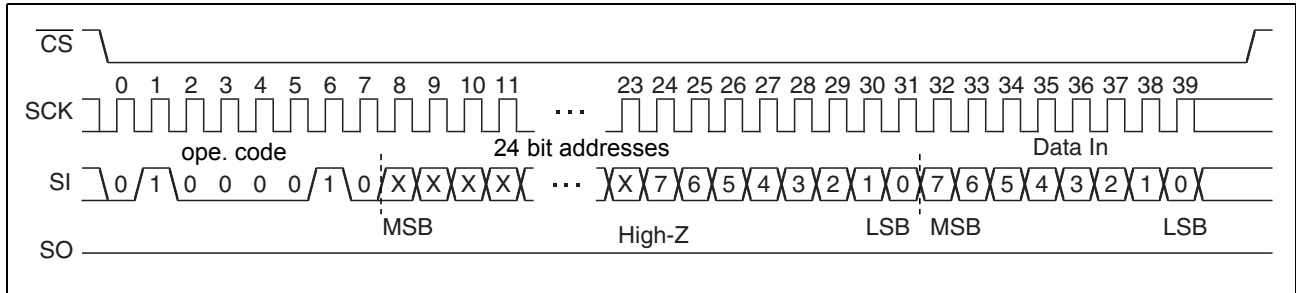 CS
0 1 2 3 4 5 6 7 8 9 10 11 ··· 23 24 25 26 27 28 29 30 31 32 33 34 35 36 37 38 39
SCK
ope. code 24 bit addresses Data In
SI 0 1 0 0 0 0 1 0 X X X X ··· X 7 6 5 4 3 2 1 0 7 6 5 4 3 2 1 0
MSB High-Z LSB MSB LSB
SO